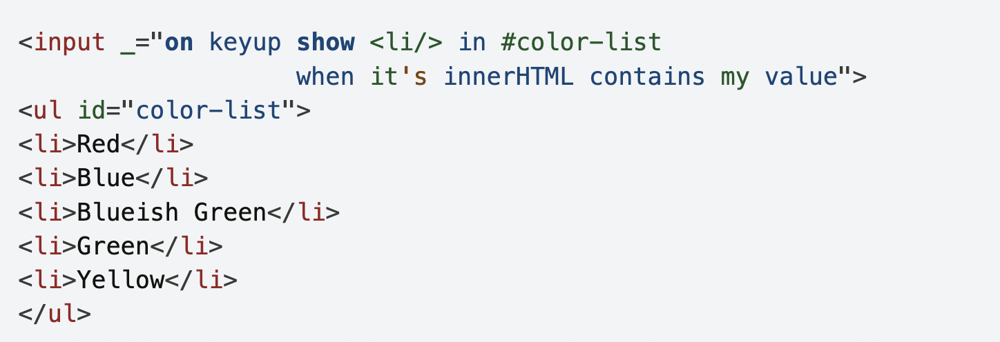 <input _="on keyup show <li/> in #color-list
                   when it's innerHTML contains my value">
<ul id="color-list">
<li>Red</li>
<li>Blue</li>
<li>Blueish Green</li>
<li>Green</li>
<li>Yellow</li>
</ul>